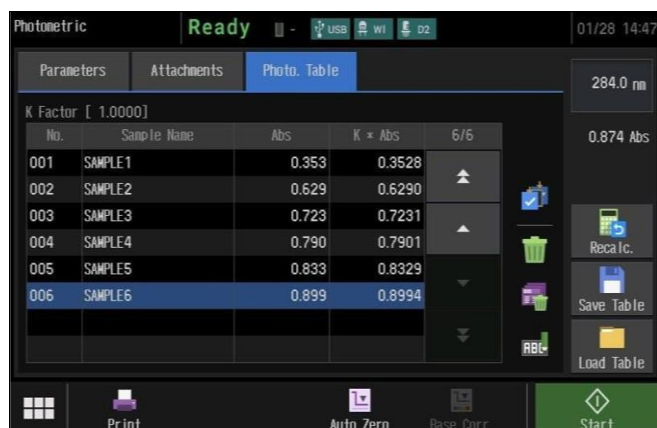 Photometric Ready - USB WI D2 01/28 14:47
Parameters Attachments Photo. Table
284.0 nm
K Factor [ 1.0000]
0.874 Abs
No. Sample Name Abs K * Abs 6/6
001 SAMPLE1 0.353 0.3528
002 SAMPLE2 0.629 0.6290
003 SAMPLE3 0.723 0.7231
004 SAMPLE4 0.790 0.7901
005 SAMPLE5 0.833 0.8329
006 SAMPLE6 0.899 0.8994
Recalc.
Save Table
ABC
Load Table
Print Auto Zero Base Corr. Start